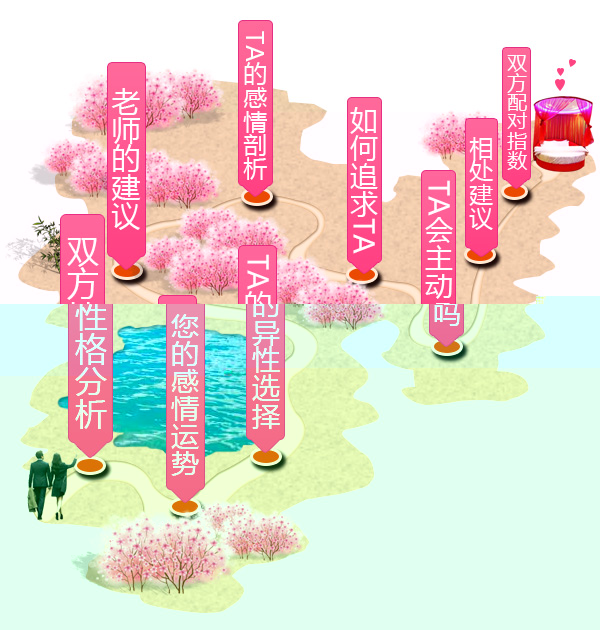 双方性格分析
您的感情运势
TA的异性选择
老师的建议
TA的感情剖析
如何追求TA
TA会主动吗
相处建议
双方配对指数